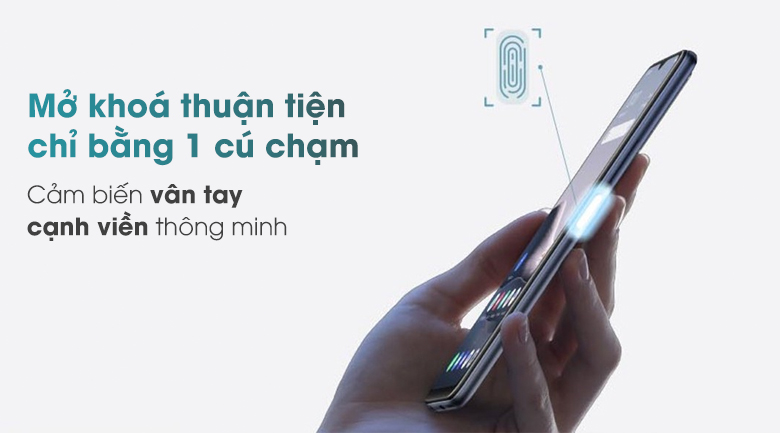 Mở khoá thuận tiện
chỉ bằng 1 cú chạm
Cảm biến vân tay
cạnh viền thông minh